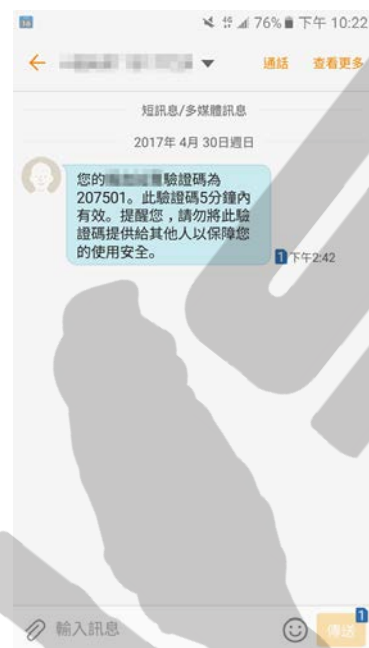 76% 下午 10:22
通話 查看更多
短訊息/多媒體訊息
2017年 4月 30日週日
您的 驗證碼為
207501。此驗證碼5分鐘內
有效。提醒您，請勿將此驗
證碼提供給其他人以保障您
的使用安全。
1 下午2:42
輸入訊息
傳送 1